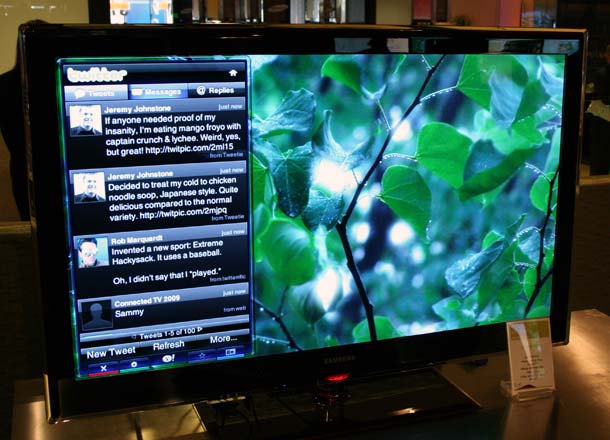 twitter
Tweets Messages @ Replies
Jeremy Johnstone just now
If anyone needed proof of my
insanity, I'm eating mango froyo with
captain crunch & lychee. Weird, yes,
but great! http://twitpic.com/2ml15
from Tweetie
Jeremy Johnstone just now
Decided to treat my cold to chicken
noodle soop, Japanese style. Quite
delicious compared to the normal
variety. http://twitpic.com/2mjpq
from Tweetie
Rob Marquardt just now
Invented a new sport: Extreme
Hackysack. It uses a baseball.
Oh, I didn't say that I *played.*
from twitterrific
Connected TV 2009 just now
Sammy
from web
Tweets 1-5 of 100
New Tweet Refresh More...
Y!
SAMSUNG